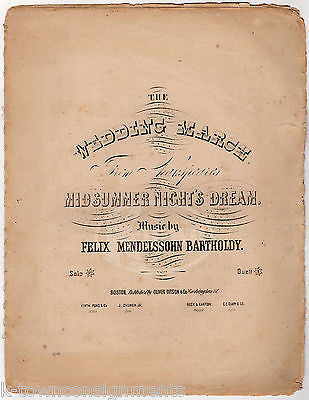 THE
WEDDING MARCH
From Shakspeare's
MIDSUMMER NIGHT'S DREAM.
Music by
FELIX MENDELSSOHN BARTHOLDY.
Solo Duett
BOSTON. Published by OLIVER DITSON & Co. Washington St.
FIRTH, POND & Co. J. CHURCH, JR. BECK & LAWTON. C.C. CLAPP & CO.
k-townconsignments